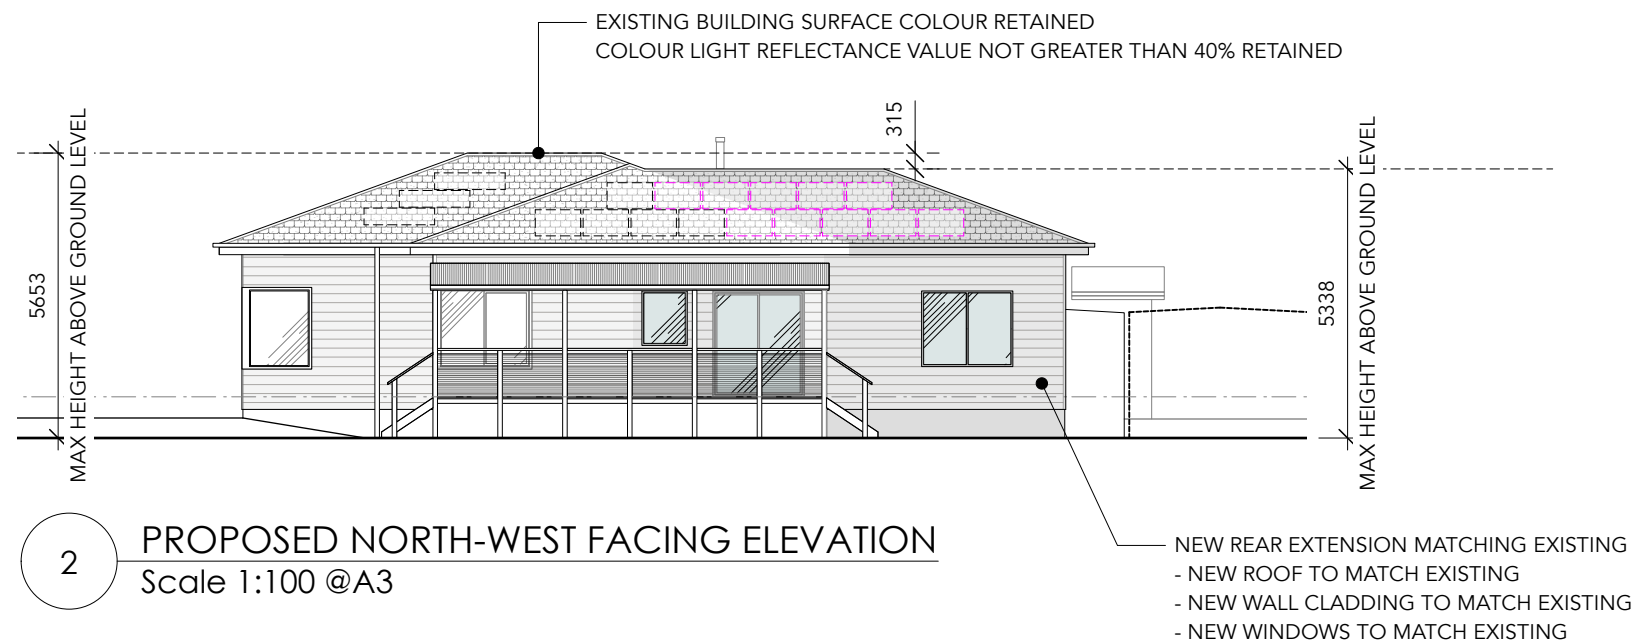 EXISTING BUILDING SURFACE COLOUR RETAINED
COLOUR LIGHT REFLECTANCE VALUE NOT GREATER THAN 40% RETAINED
315
5653
MAX HEIGHT ABOVE GROUND LEVEL
5338
MAX HEIGHT ABOVE GROUND LEVEL
2
PROPOSED NORTH-WEST FACING ELEVATION
Scale 1:100 @A3
NEW REAR EXTENSION MATCHING EXISTING
- NEW ROOF TO MATCH EXISTING
- NEW WALL CLADDING TO MATCH EXISTING
- NEW WINDOWS TO MATCH EXISTING